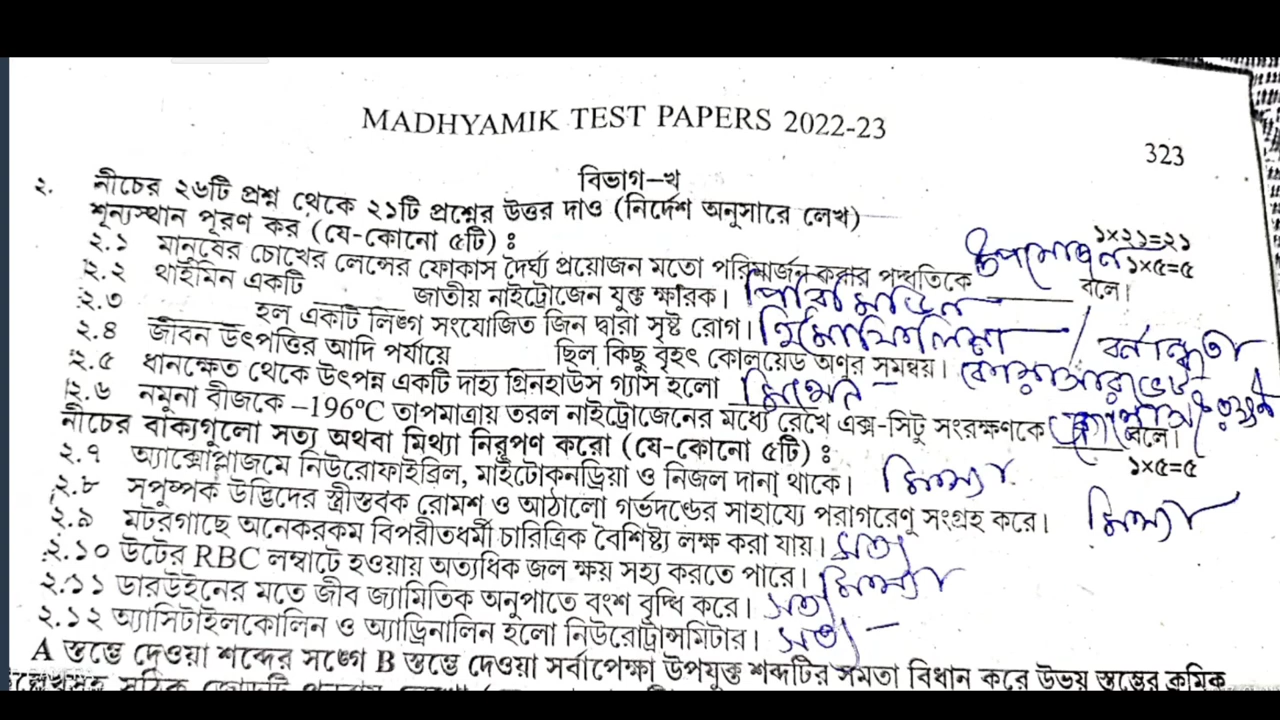 MADHYAMIK TEST PAPERS 2022-23
323
বিভাগ–খ
২. নীচের ২৬টি প্রশ্ন থেকে ২১টি প্রশ্নের উত্তর দাও (নির্দেশ অনুসারে লেখ)
১×২১=২১
শূন্যস্থান পূরণ কর (যে-কোনো ৫টি) :
১×৫=৫
২.১ মানুষের চোখের লেন্সের ফোকাস দৈর্ঘ্য প্রয়োজন মতো পরিমার্জন করার পদ্ধতিকে উপযোজন বলে।
২.২ থাইমিন একটি জাতীয় নাইট্রোজেন যুক্ত ক্ষারক। পিরিমিডিন
২.৩ হল একটি লিঙ্গ সংযোজিত জিন দ্বারা সৃষ্ট রোগ। হিমোফিলিয়া / বর্নান্ধতা
২.৪ জীবন উৎপত্তির আদি পর্যায়ে ছিল কিছু বৃহৎ কোলয়েড অণুর সমন্বয়। কোয়াসারভেট
২.৫ ধানক্ষেত থেকে উৎপন্ন একটি দাহ্য গ্রিনহাউস গ্যাস হলো মিথেন
২.৬ নমুনা বীজকে –196°C তাপমাত্রায় তরল নাইট্রোজেনের মধ্যে রেখে এক্স-সিটু সংরক্ষণকে বলে।
নীচের বাক্যগুলো সত্য অথবা মিথ্যা নিরূপণ করো (যে-কোনো ৫টি) :
১×৫=৫
২.৭ অ্যাক্সোপ্লাজমে নিউরোফাইব্রিল, মাইটোকনড্রিয়া ও নিজল দানা থাকে। মিথ্যা
২.৮ সপুষ্পক উদ্ভিদের স্ত্রীস্তবক রোমশ ও আঠালো গর্ভদণ্ডের সাহায্যে পরাগরেণু সংগ্রহ করে। মিথ্যা
২.৯ মটরগাছে অনেকরকম বিপরীতধর্মী চারিত্রিক বৈশিষ্ট্য লক্ষ করা যায়। সত্য
২.১০ উটের RBC লম্বাটে হওয়ায় অত্যধিক জল ক্ষয় সহ্য করতে পারে। মিথ্যা
২.১১ ডারউইনের মতে জীব জ্যামিতিক অনুপাতে বংশ বৃদ্ধি করে। সত্য
২.১২ অ্যাসিটাইলকোলিন ও অ্যাড্রিনালিন হলো নিউরোট্রান্সমিটার। সত্য
A স্তম্ভে দেওয়া শব্দের সঙ্গে B স্তম্ভে দেওয়া সর্বাপেক্ষা উপযুক্ত শব্দটির সমতা বিধান করে উভয় স্তম্ভের ক্রমিক